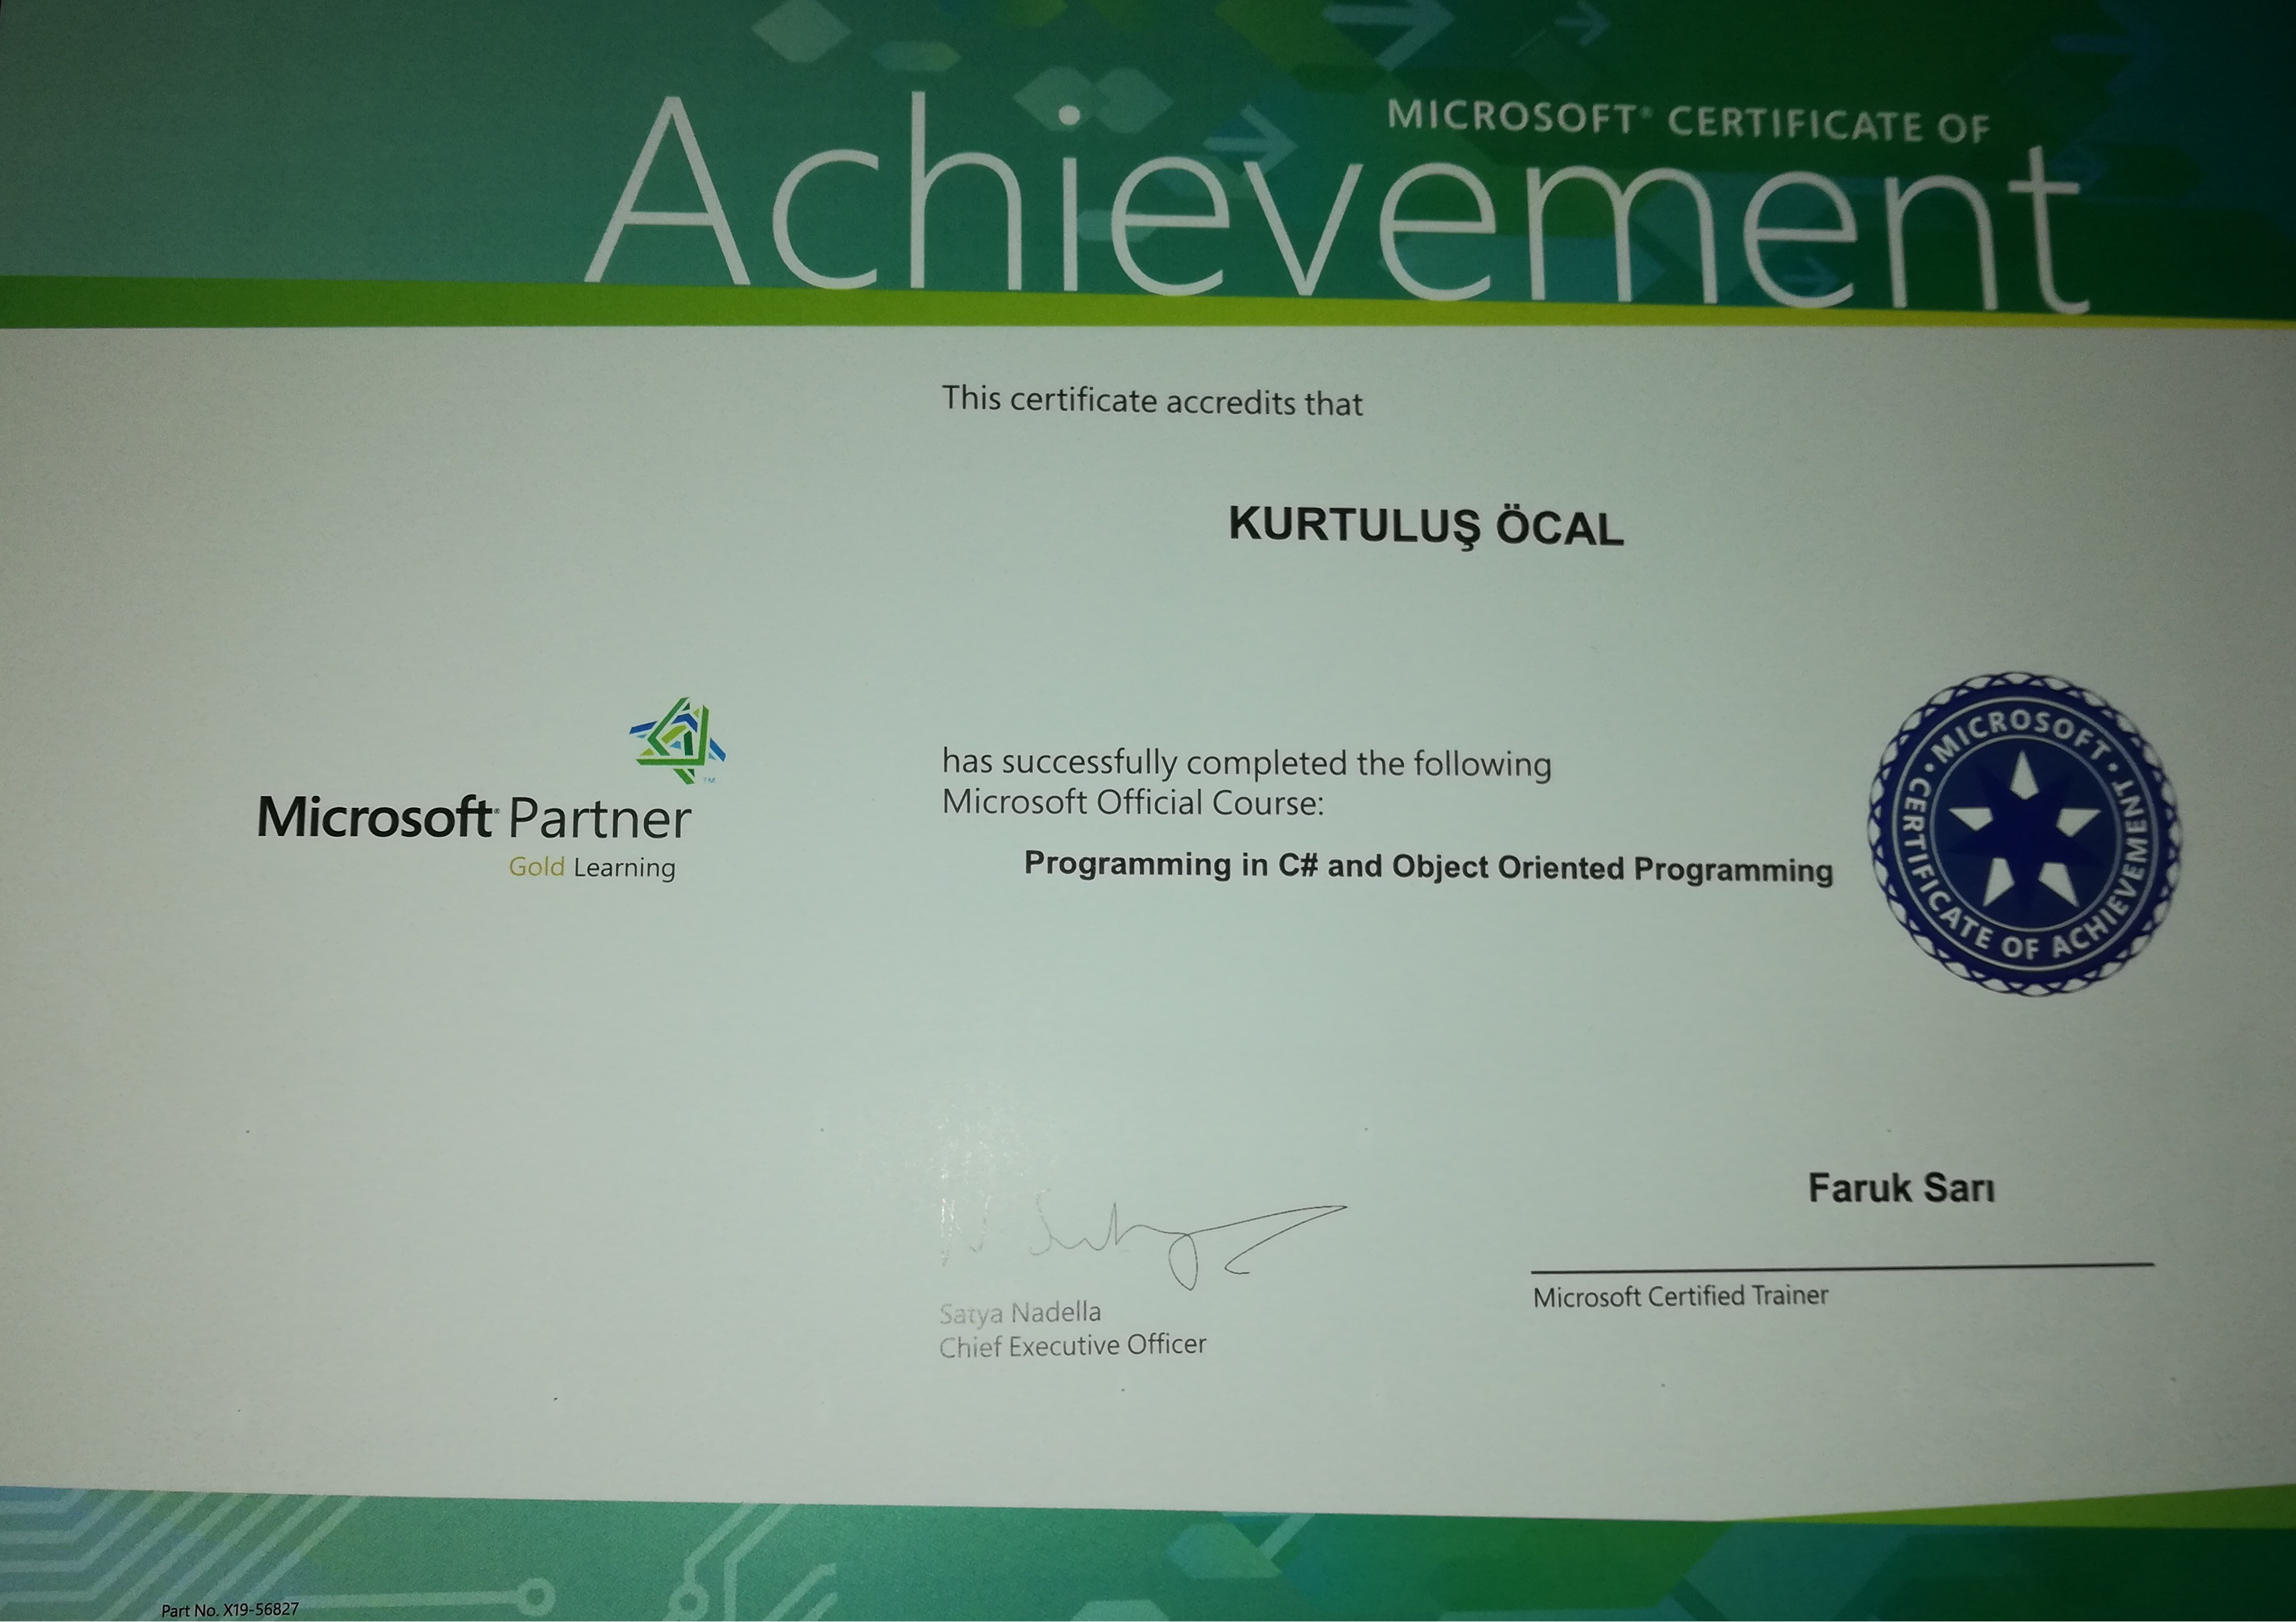 MICROSOFT® CERTIFICATE OF
Achievement
This certificate accredits that
KURTULUŞ ÖCAL
has successfully completed the following
Microsoft Official Course:
Programming in C# and Object Oriented Programming
Microsoft® Partner
Gold Learning
• MICROSOFT •
CERTIFICATE OF ACHIEVEMENT
Faruk Sarı
Microsoft Certified Trainer
Satya Nadella
Chief Executive Officer
Part No. X19-56827